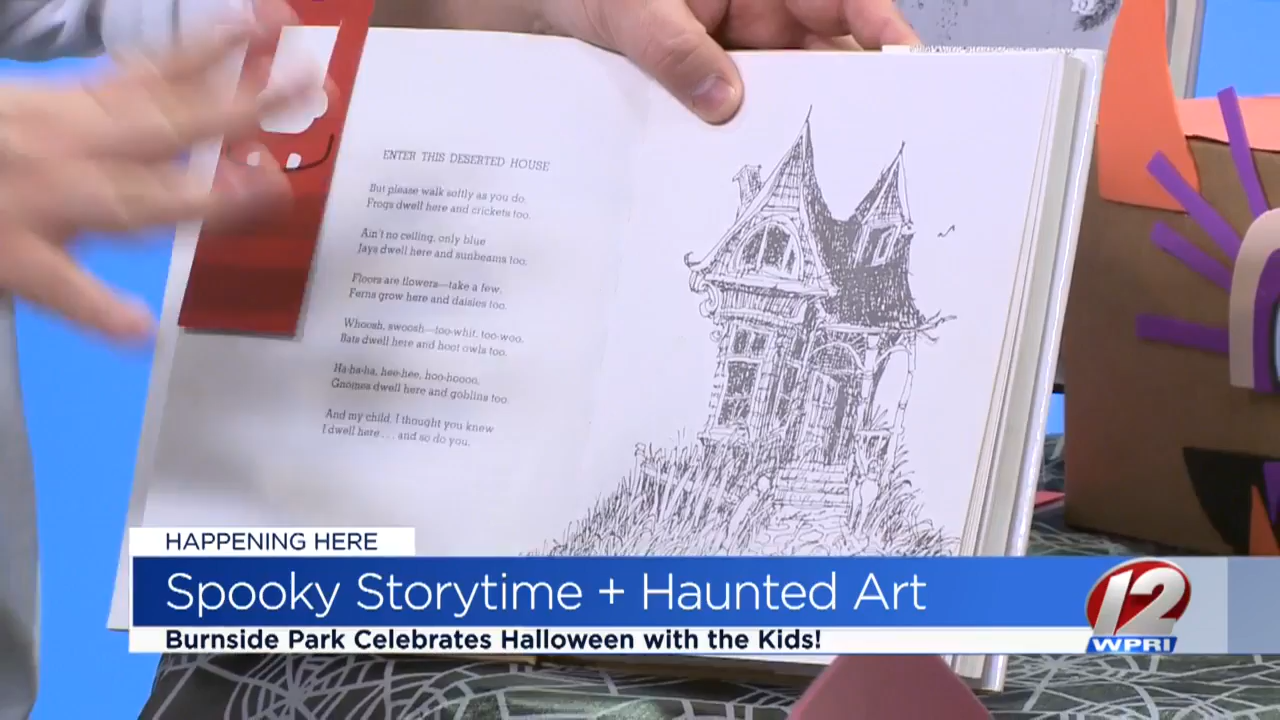 ENTER THIS DESERTED HOUSE
But please walk softly as you do.
Frogs dwell here and crickets too.
Ain't no ceiling, only blue
Jays dwell here and sunbeams too.
Floors are flowers—take a few.
Ferns grow here and daisies too.
Whoosh, swoosh—too-whit, too-woo.
Bats dwell here and hoot owls too.
Ha-ha-ha, hee-hee, hoo-hoooo,
Gnomes dwell here and goblins too.
And my child, I thought you knew
I dwell here . . . and so do you.
HAPPENING HERE
Spooky Storytime + Haunted Art
Burnside Park Celebrates Halloween with the Kids!
12
WPRI